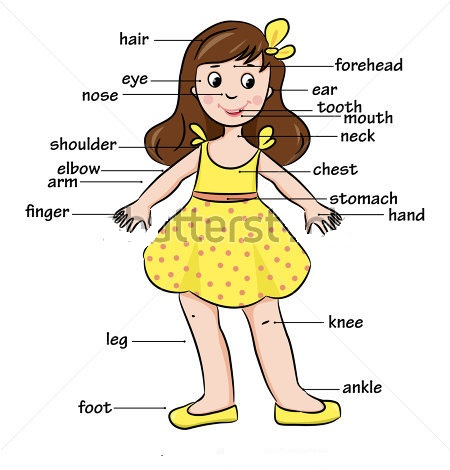 hair
forehead
eye
ear
nose
tooth
mouth
neck
shoulder
elbow
chest
arm
stomach
finger
hand
knee
leg
ankle
foot